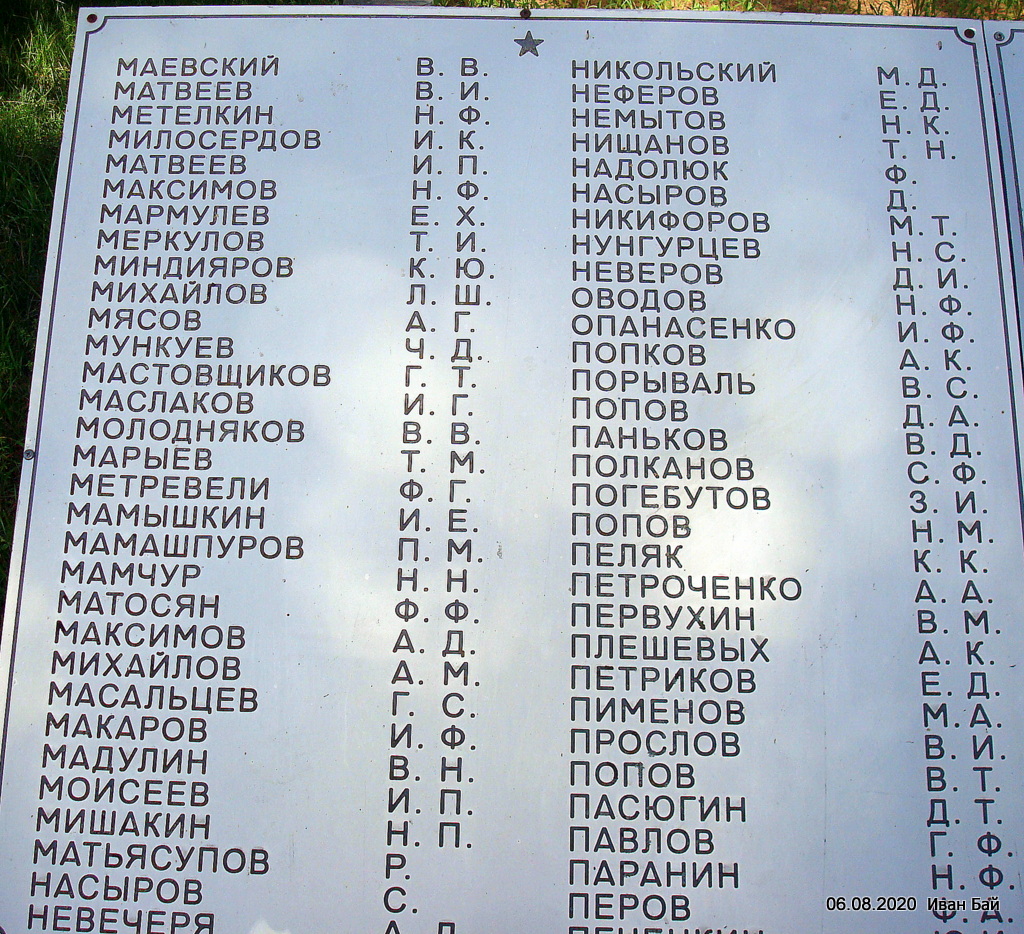 МАЕВСКИЙ В. В.
МАТВЕЕВ В. И.
МЕТЕЛКИН Н. Ф.
МИЛОСЕРДОВ И. К.
МАТВЕЕВ И. П.
МАКСИМОВ Н. Ф.
МАРМУЛЕВ Е. Х.
МЕРКУЛОВ Т. И.
МИНДИЯРОВ К. Ю.
МИХАЙЛОВ Л. Ш.
МЯСОВ А. Г.
МУНКУЕВ Ч. Д.
МАСТОВЩИКОВ Г. Т.
МАСЛАКОВ И. Г.
МОЛОДНЯКОВ В. В.
МАРЫЕВ Т. М.
МЕТРЕВЕЛИ Ф. Г.
МАМЫШКИН И. Е.
МАМАШПУРОВ П. М.
МАМЧУР Н. Н.
МАТОСЯН Ф. Ф.
МАКСИМОВ А. Д.
МИХАЙЛОВ А. М.
МАСАЛЬЦЕВ Г. С.
МАКАРОВ И. Ф.
МАДУЛИН В. Н.
МОИСЕЕВ И. П.
МИШАКИН Н. П.
МАТЬЯСУПОВ Р.
НАСЫРОВ С.
НЕВЕЧЕРЯ
НИКОЛЬСКИЙ М. Д.
НЕФЕРОВ Е. Д.
НЕМЫТОВ Н. К.
НИЩАНОВ Т. Н.
НАДОЛЮК Ф.
НАСЫРОВ Д.
НИКИФОРОВ М. Т.
НУНГУРЦЕВ Н. С.
НЕВЕРОВ Д. И.
ОВОДОВ Н. Ф.
ОПАНАСЕНКО И. Ф.
ПОПКОВ А. К.
ПОРЫВАЛЬ В. С.
ПОПОВ Д. А.
ПАНЬКОВ В. Д.
ПОЛКАНОВ С. Ф.
ПОГЕБУТОВ З. И.
ПОПОВ Н. М.
ПЕЛЯК К. К.
ПЕТРОЧЕНКО А. А.
ПЕРВУХИН В. М.
ПЛЕШЕВЫХ А. К.
ПЕТРИКОВ Е. Д.
ПИМЕНОВ М. А.
ПРОСЛОВ В. И.
ПОПОВ В. Т.
ПАСЮГИН Д. Т.
ПАВЛОВ Г. Ф.
ПАРАНИН Н. Ф.
ПЕРОВ Ф. А.
06.08.2020 Иван Бай